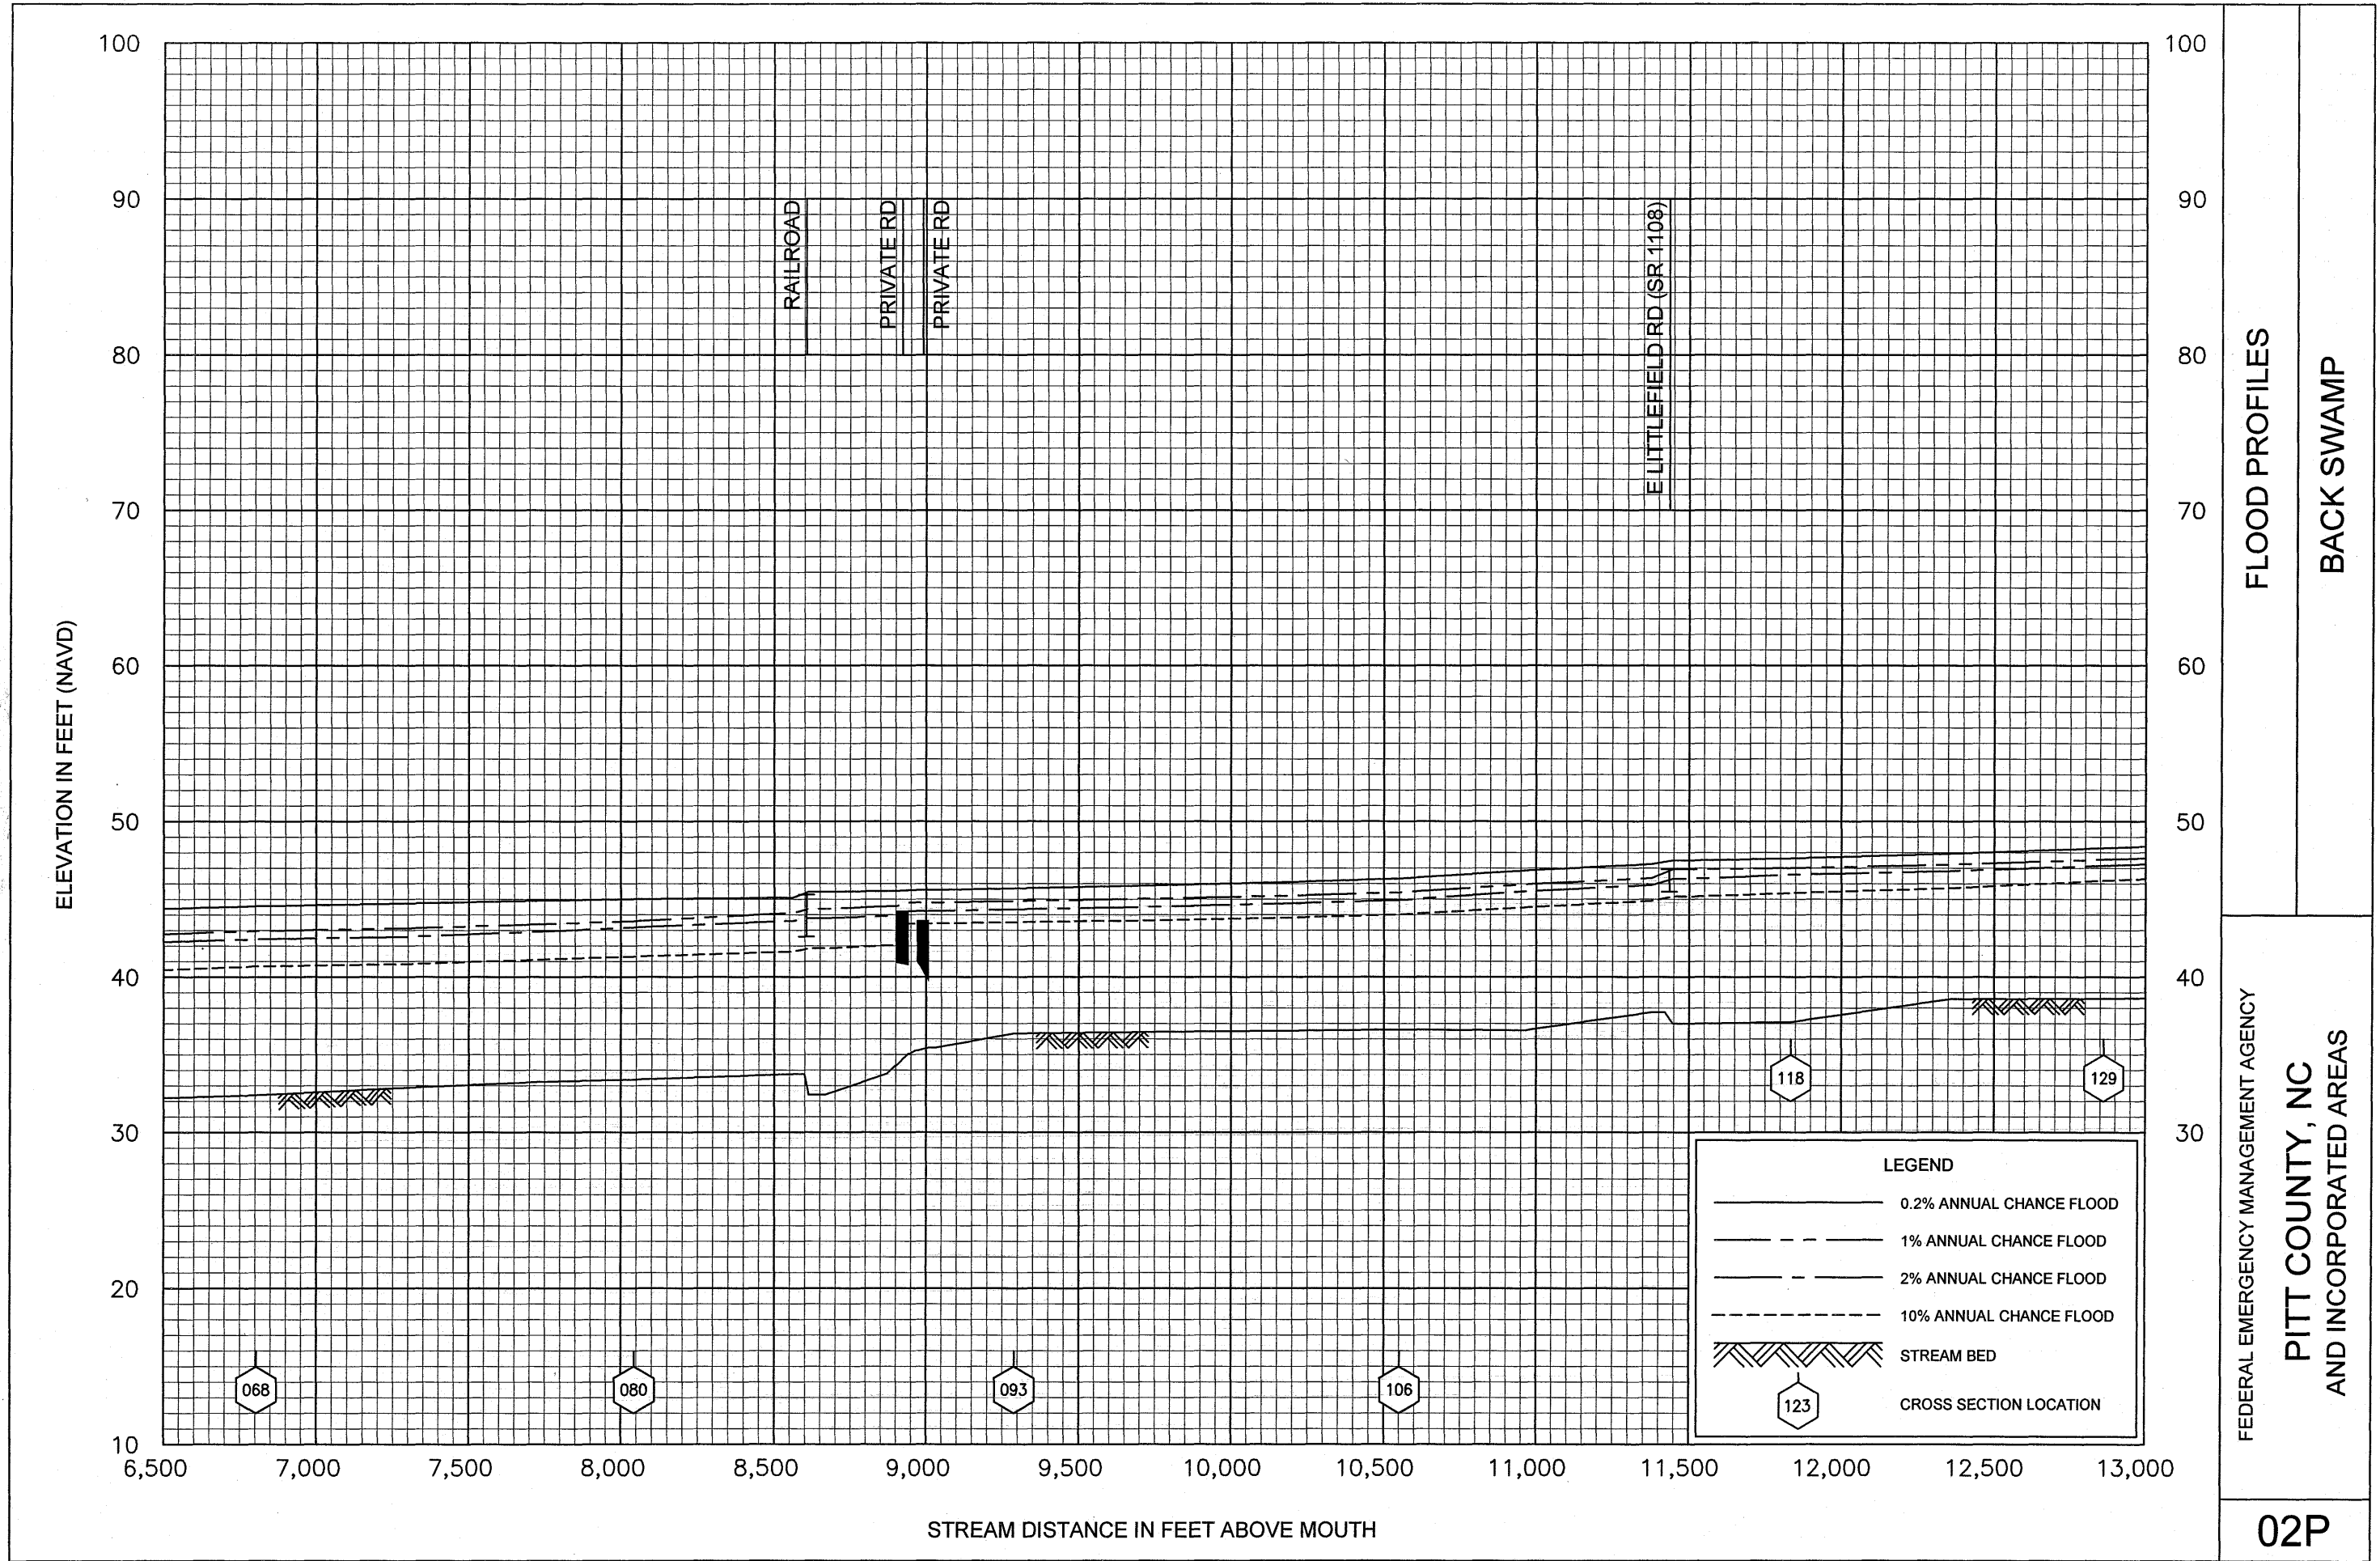 100
90
80
70
60
50
40
30
20
10
ELEVATION IN FEET (NAVD)
RAILROAD
PRIVATE RD
PRIVATE RD
E LITTLEFIELD RD (SR 1108)
100
90
80
70
60
50
40
30
068
080
093
106
118
129
LEGEND
0.2% ANNUAL CHANCE FLOOD
1% ANNUAL CHANCE FLOOD
2% ANNUAL CHANCE FLOOD
10% ANNUAL CHANCE FLOOD
STREAM BED
123
CROSS SECTION LOCATION
6,500 7,000 7,500 8,000 8,500 9,000 9,500 10,000 10,500 11,000 11,500 12,000 12,500 13,000
STREAM DISTANCE IN FEET ABOVE MOUTH
FLOOD PROFILES
BACK SWAMP
FEDERAL EMERGENCY MANAGEMENT AGENCY
PITT COUNTY, NC
AND INCORPORATED AREAS
02P